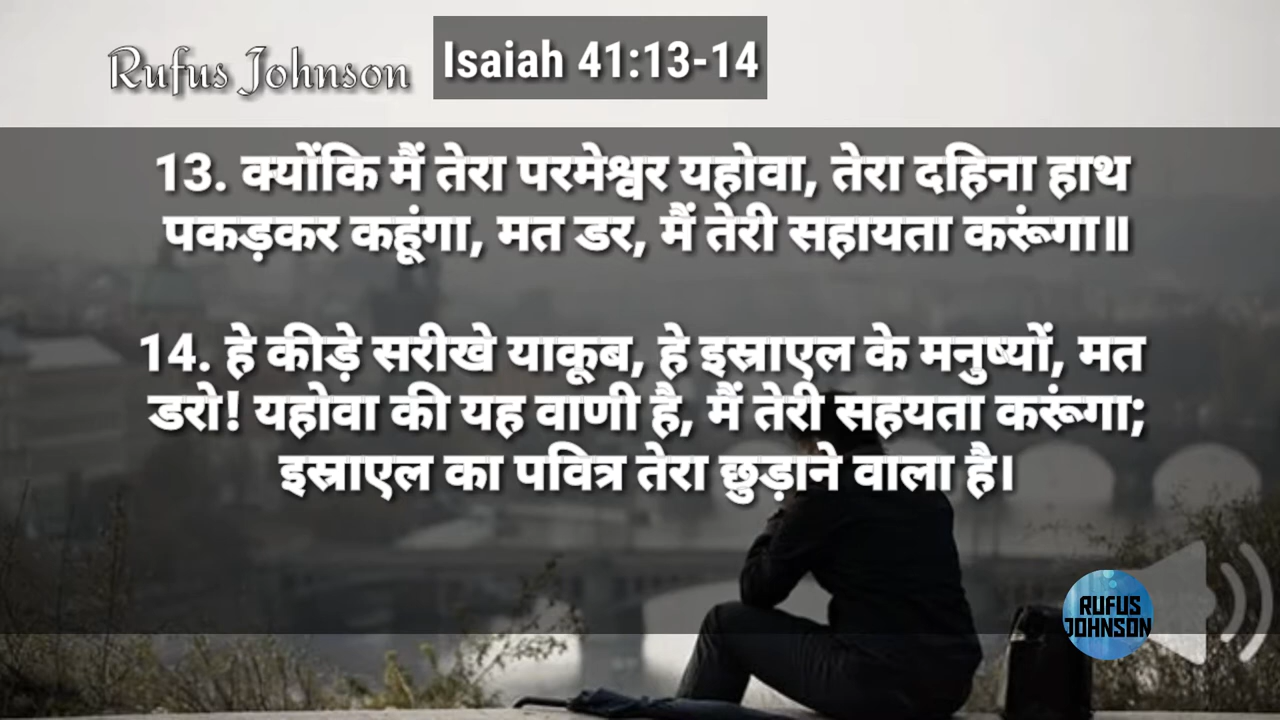 Rufus Johnson
Isaiah 41:13-14
13. क्योंकि मैं तेरा परमेश्वर यहोवा, तेरा दहिना हाथ
पकड़कर कहूंगा, मत डर, मैं तेरी सहायता करूंगा॥
14. हे कीड़े सरीखे याकूब, हे इस्राएल के मनुष्यों, मत
डरो! यहोवा की यह वाणी है, मैं तेरी सहयता करूंगा;
इस्राएल का पवित्र तेरा छुड़ाने वाला है।
RUFUS
JOHNSON